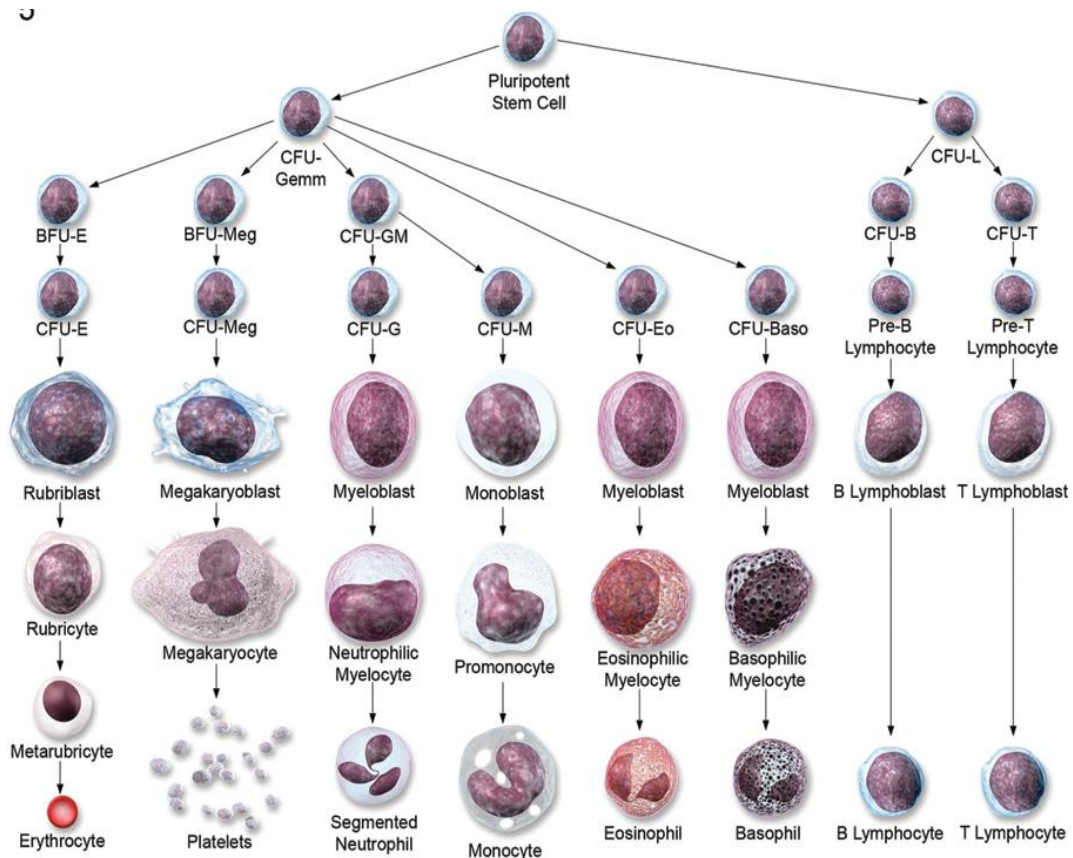 5
Pluripotent
Stem Cell
CFU-
Gemm
CFU-L
BFU-E
BFU-Meg
CFU-GM
CFU-B
CFU-T
CFU-E
CFU-Meg
CFU-G
CFU-M
CFU-Eo
CFU-Baso
Pre-B
Lymphocyte
Pre-T
Lymphocyte
Rubriblast
Megakaryoblast
Myeloblast
Monoblast
Myeloblast
Myeloblast
B Lymphoblast
T Lymphoblast
Rubricyte
Megakaryocyte
Neutrophilic
Myelocyte
Promonocyte
Eosinophilic
Myelocyte
Basophilic
Myelocyte
Metarubricyte
Erythrocyte
Platelets
Segmented
Neutrophil
Monocyte
Eosinophil
Basophil
B Lymphocyte
T Lymphocyte